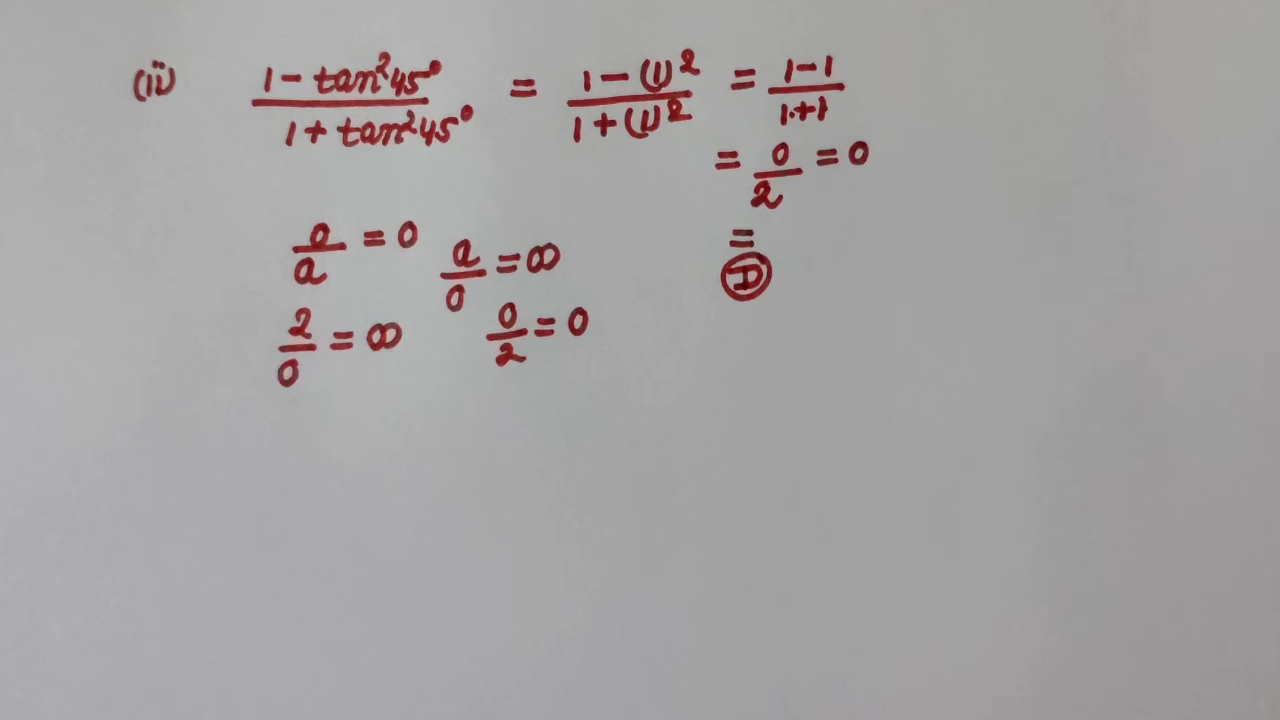 (ii) 1 - tan²45° / 1 + tan²45° = 1 - (1)² / 1 + (1)² = 1-1 / 1+1
= 0/2 = 0
=
D
0/a = 0 a/0 = ∞
2/0 = ∞ 0/2 = 0